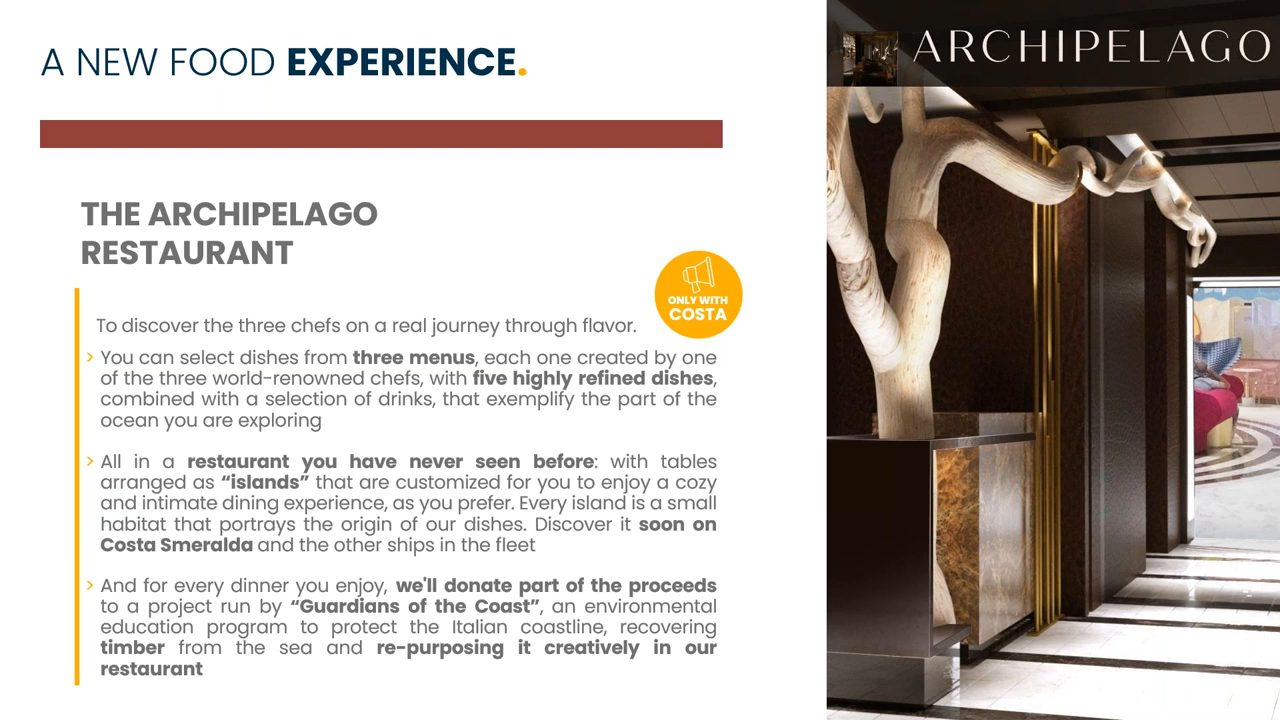 A NEW FOOD EXPERIENCE.
ARCHIPELAGO
THE ARCHIPELAGO
RESTAURANT
ONLY WITH
COSTA
To discover the three chefs on a real journey through flavor.
> You can select dishes from three menus, each one created by one
of the three world-renowned chefs, with five highly refined dishes,
combined with a selection of drinks, that exemplify the part of the
ocean you are exploring
> All in a restaurant you have never seen before: with tables
arranged as “islands” that are customized for you to enjoy a cozy
and intimate dining experience, as you prefer. Every island is a small
habitat that portrays the origin of our dishes. Discover it soon on
Costa Smeralda and the other ships in the fleet
> And for every dinner you enjoy, we'll donate part of the proceeds
to a project run by “Guardians of the Coast”, an environmental
education program to protect the Italian coastline, recovering
timber from the sea and re-purposing it creatively in our
restaurant